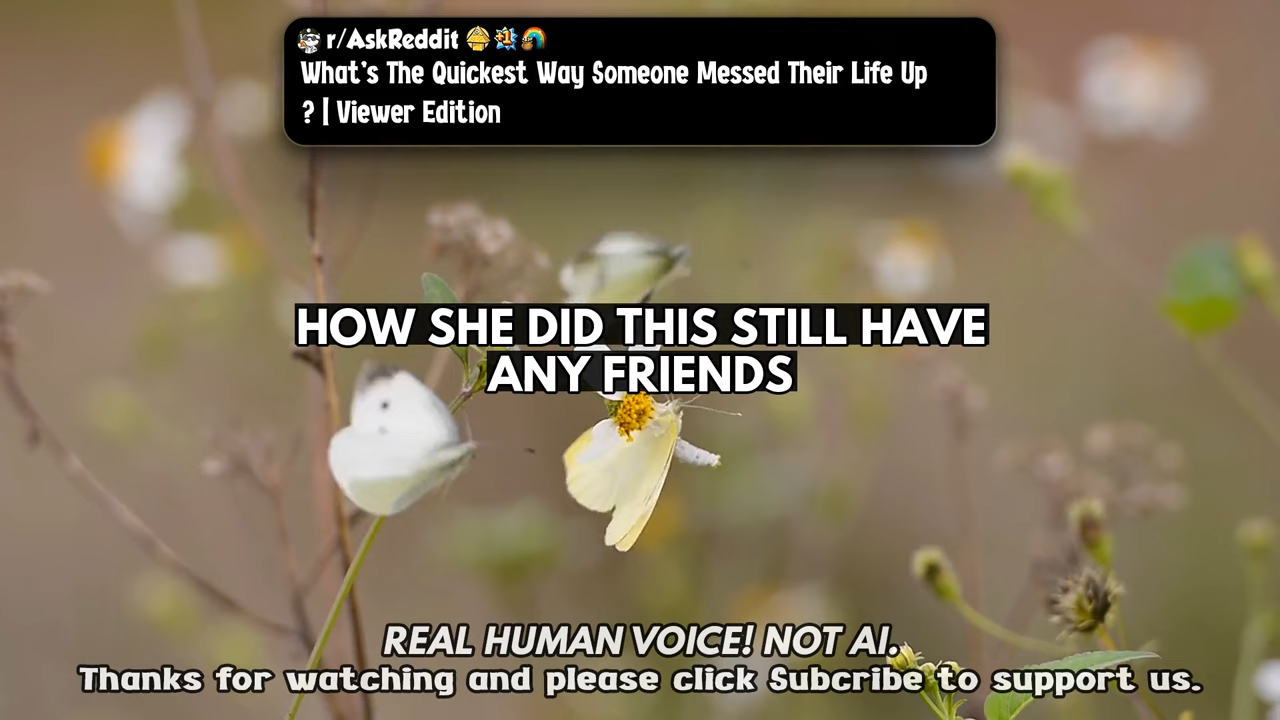 r/AskReddit
What's The Quickest Way Someone Messed Their Life Up
? | Viewer Edition
HOW SHE DID THIS STILL HAVE
ANY FRIENDS
REAL HUMAN VOICE! NOT AI.
Thanks for watching and please click Subcribe to support us.